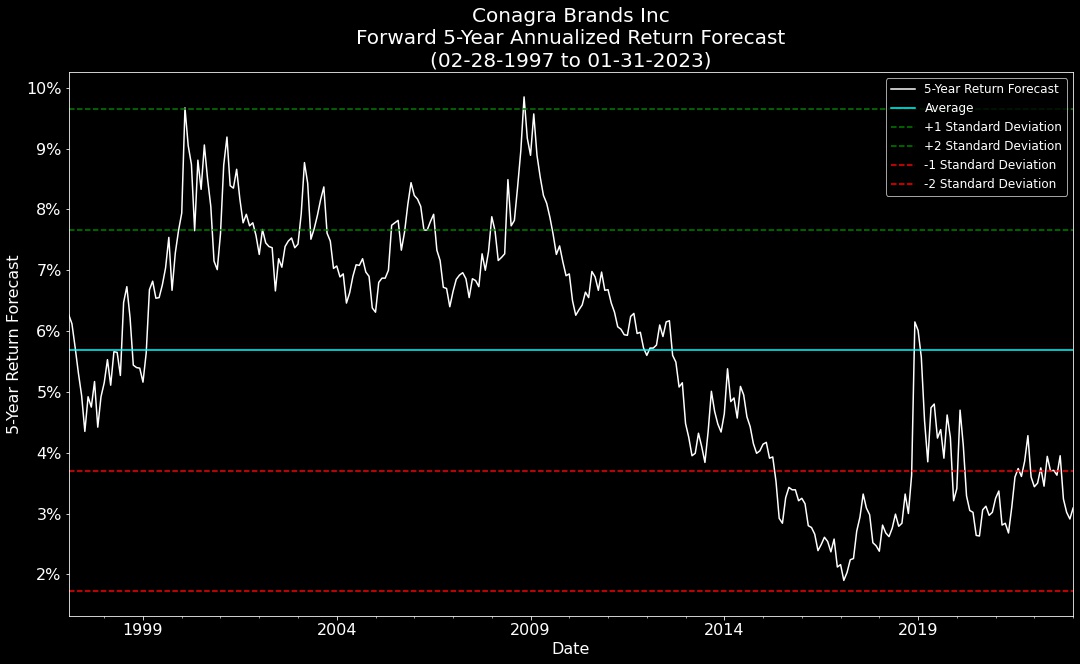 Conagra Brands Inc
Forward 5-Year Annualized Return Forecast
(02-28-1997 to 01-31-2023)
5-Year Return Forecast
Average
+1 Standard Deviation
+2 Standard Deviation
-1 Standard Deviation
-2 Standard Deviation
5-Year Return Forecast
10%
9%
8%
7%
6%
5%
4%
3%
2%
1999
2004
2009
2014
2019
Date